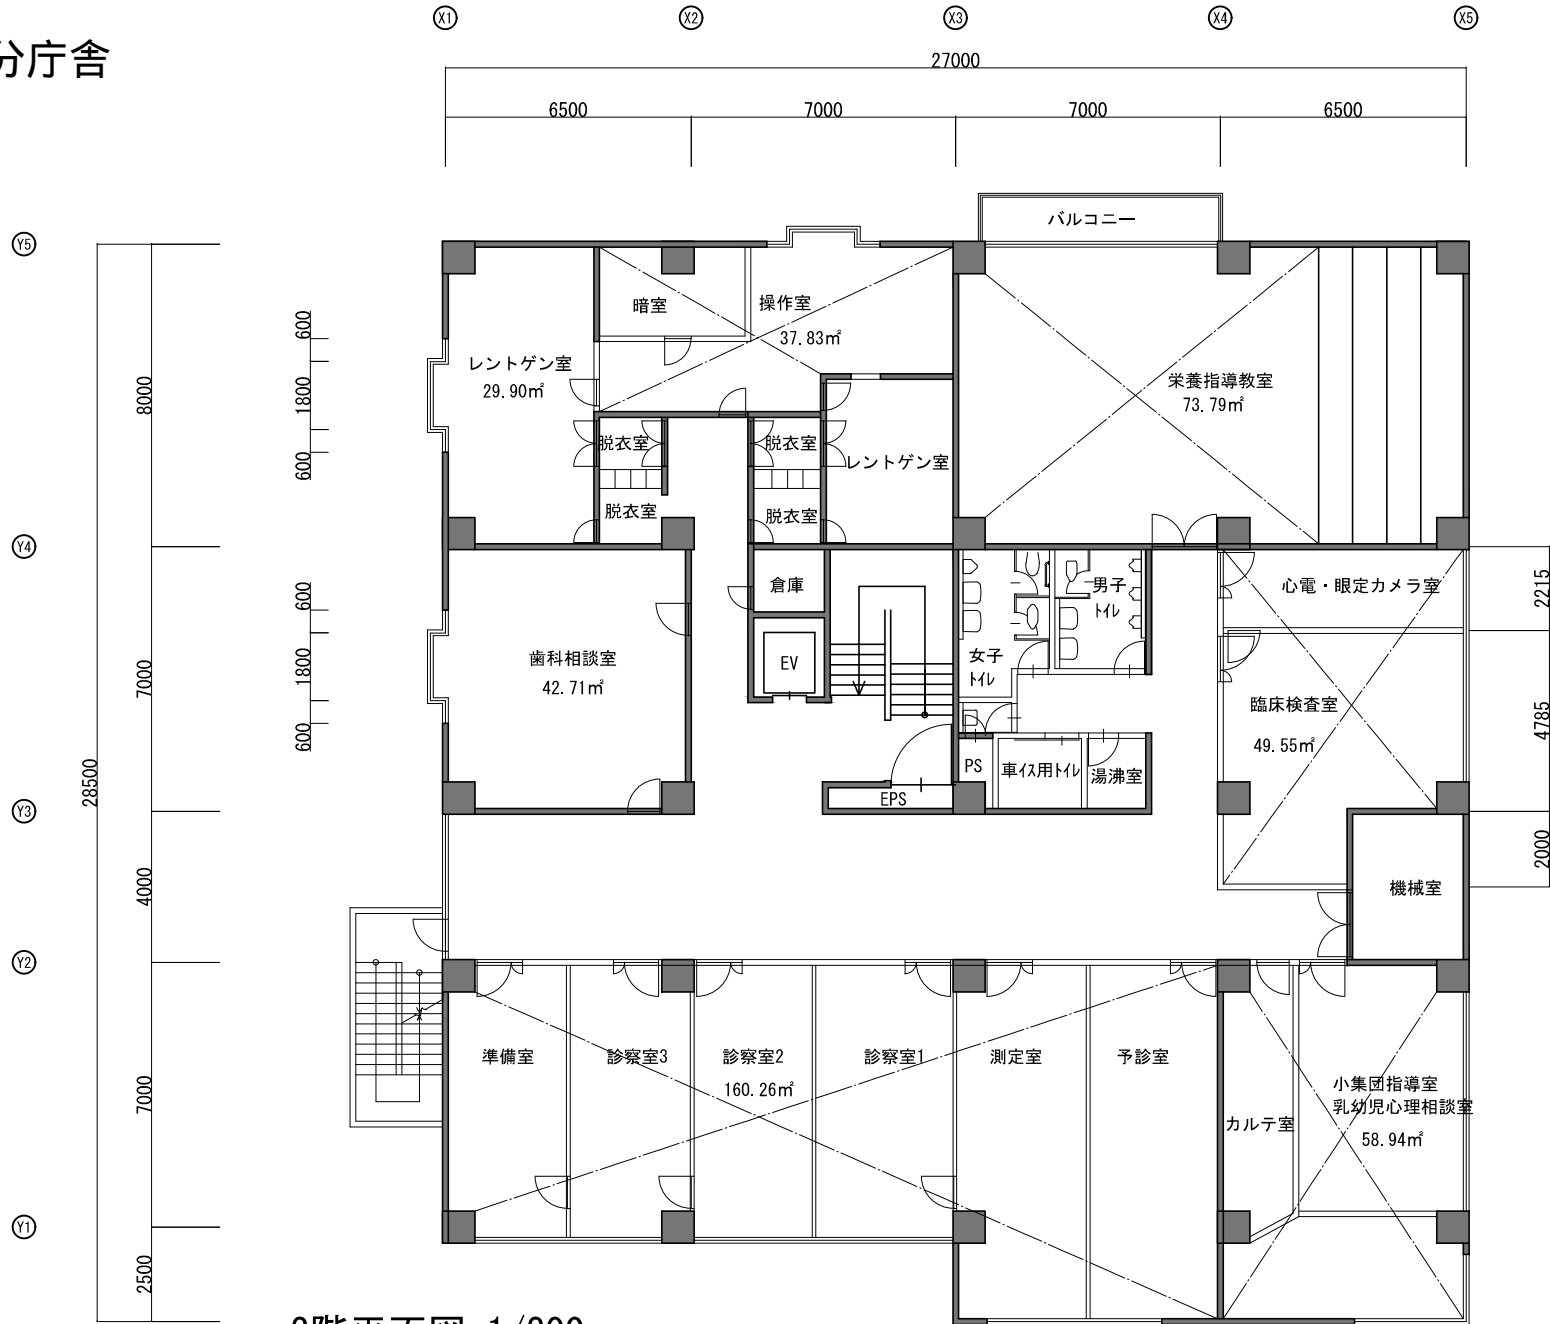 分庁舎
X1 X2 X3 X4 X5
27000
6500 7000 7000 6500
バルコニー
Y5
暗室
操作室
37.83㎡
600
レントゲン室
29.90㎡
栄養指導教室
73.79㎡
8000
1800
脱衣室
脱衣室
レントゲン室
600
脱衣室
脱衣室
Y4
倉庫
男子
トイレ
心電・眼定カメラ室
2215
600
EV
女子
トイレ
歯科相談室
42.71㎡
7000
1800
臨床検査室
49.55㎡
4785
600
PS
車イス用トイレ
湯沸室
28500
EPS
Y3
2000
4000
機械室
Y2
準備室
診察室3
診察室2
診察室1
測定室
予診室
160.26㎡
7000
小集団指導室
乳幼児心理相談室
カルテ室
58.94㎡
Y1
2500
階平面図 1/200